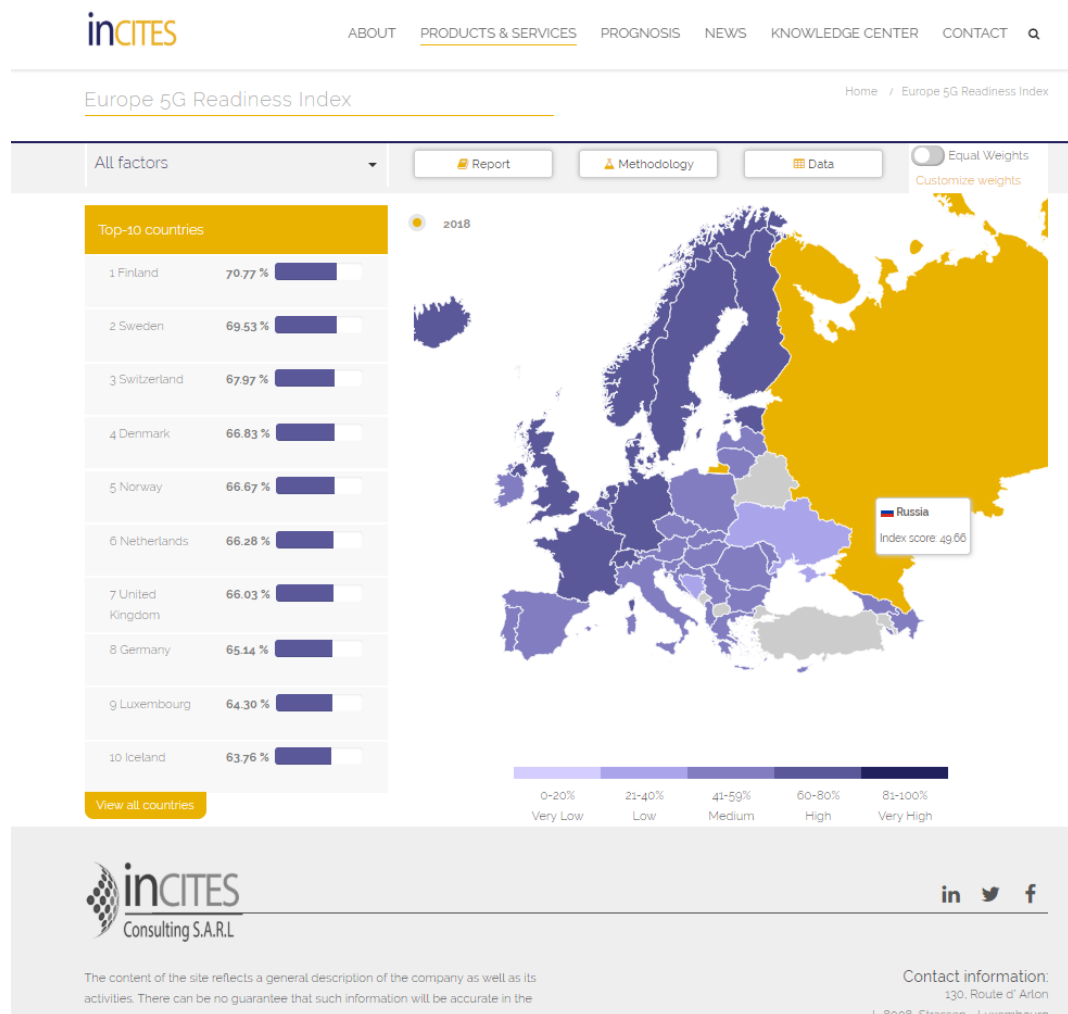 inCITES
ABOUT PRODUCTS & SERVICES PROGNOSIS NEWS KNOWLEDGE CENTER CONTACT
Europe 5G Readiness Index
Home / Europe 5G Readiness Index
All factors
Report
Methodology
Data
Equal Weights
Customize weights
Top-10 countries
1 Finland 70.77 %
2 Sweden 69.53 %
3 Switzerland 67.97 %
4 Denmark 66.83 %
5 Norway 66.67 %
6 Netherlands 66.28 %
7 United 66.03 %
Kingdom
8 Germany 65.14 %
9 Luxembourg 64.30 %
10 Iceland 63.76 %
View all countries
2018
Russia
Index score: 49.66
0-20% 21-40% 41-59% 60-80% 81-100%
Very Low Low Medium High Very High
inCITES
Consulting S.A.R.L
in f
The content of the site reflects a general description of the company as well as its
activities. There can be no guarantee that such information will be accurate in the
Contact information:
130, Route d' Arlon
L-8008, Strassen - Luxembourg